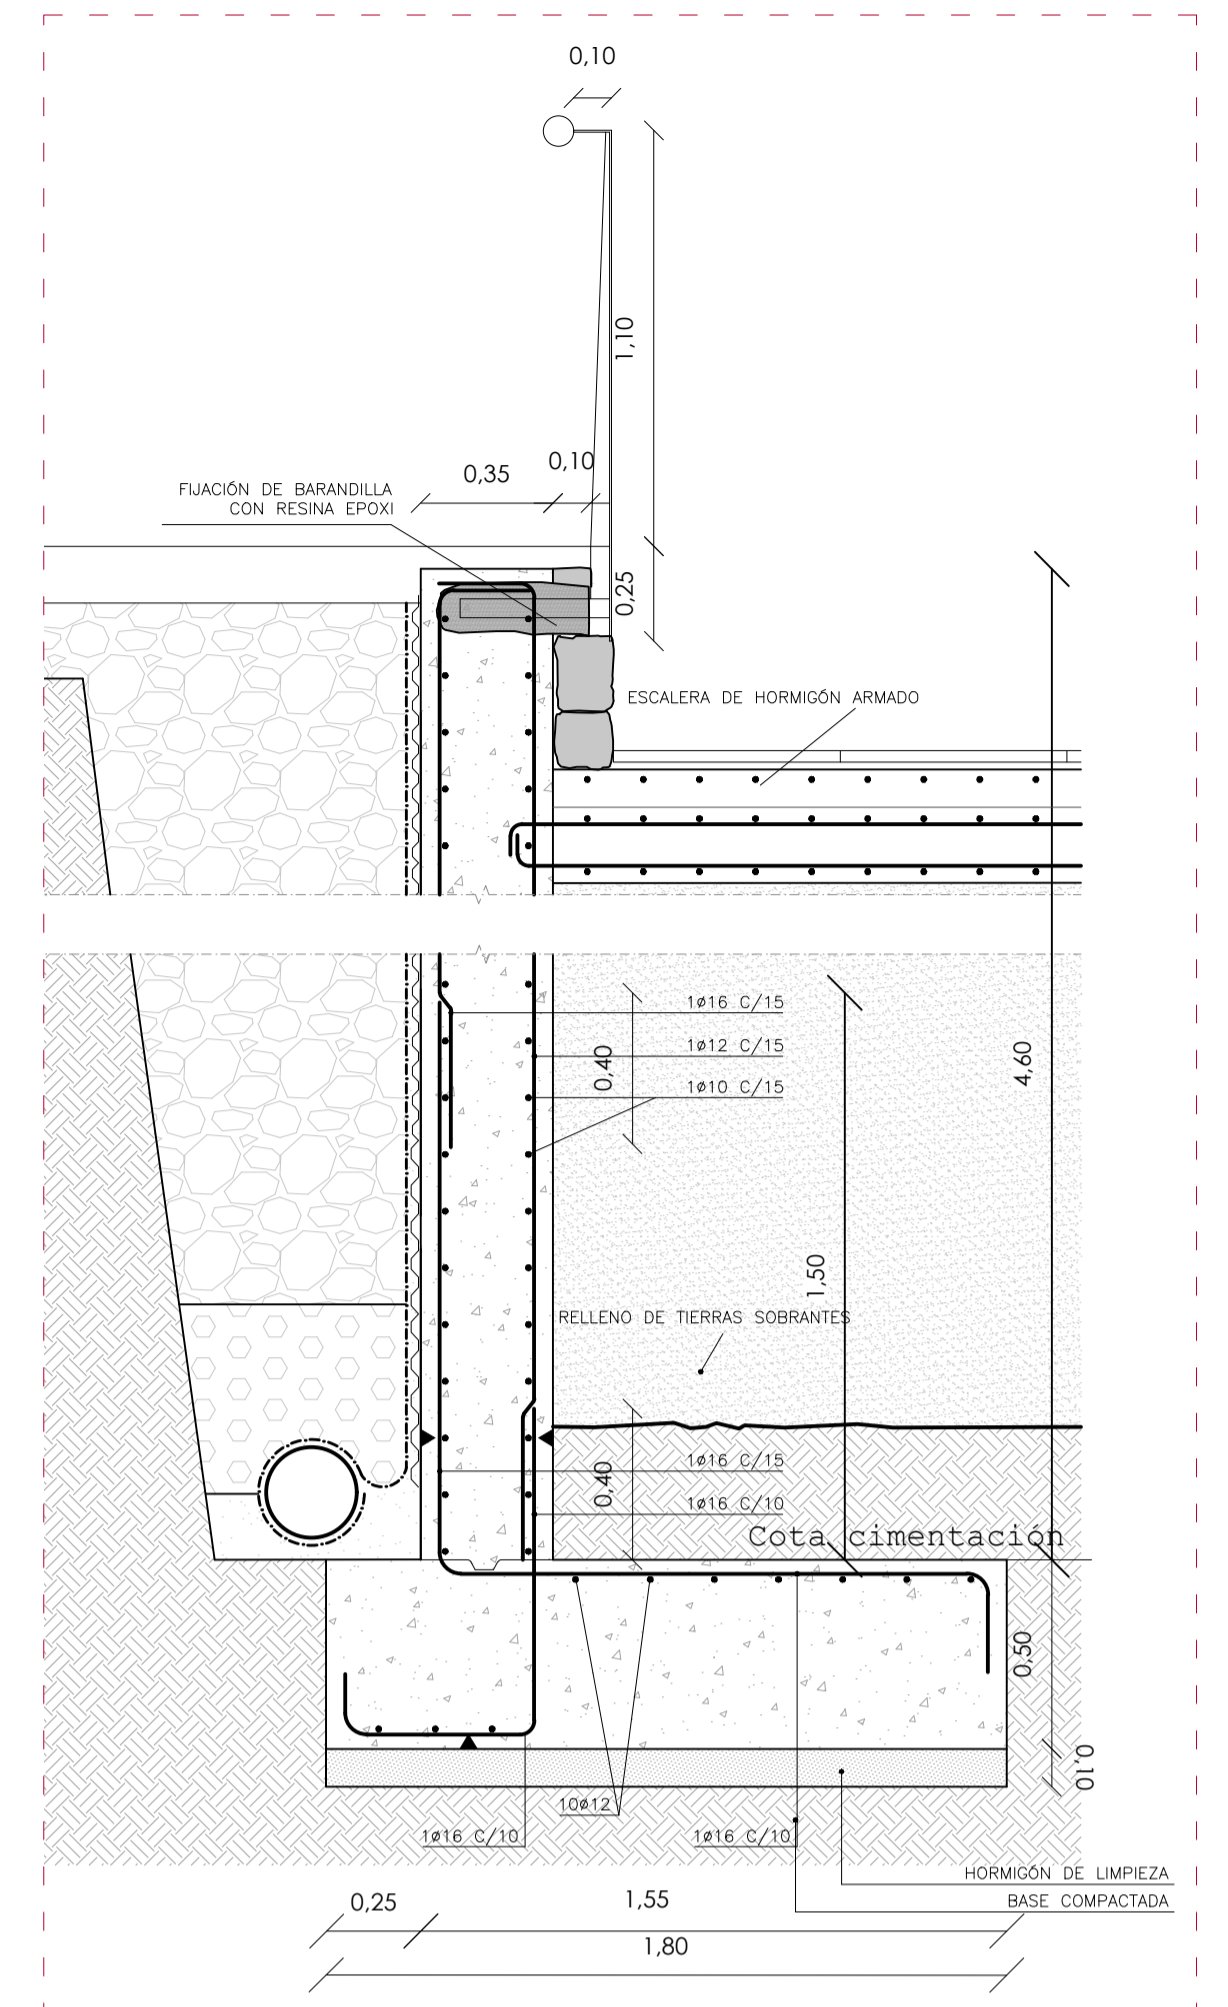 0,10
1,10
0,35
0,10
FIJACIÓN DE BARANDILLA
CON RESINA EPOXI
0,25
ESCALERA DE HORMIGÓN ARMADO
1ø16 C/15
1ø12 C/15
1ø10 C/15
0,40
4,60
1,50
RELLENO DE TIERRAS SOBRANTES
1ø16 C/15
1ø16 C/10
0,40
Cota cimentación
0,50
0,10
10ø12
1ø16 C/10
1ø16 C/10
HORMIGÓN DE LIMPIEZA
BASE COMPACTADA
0,25
1,55
1,80